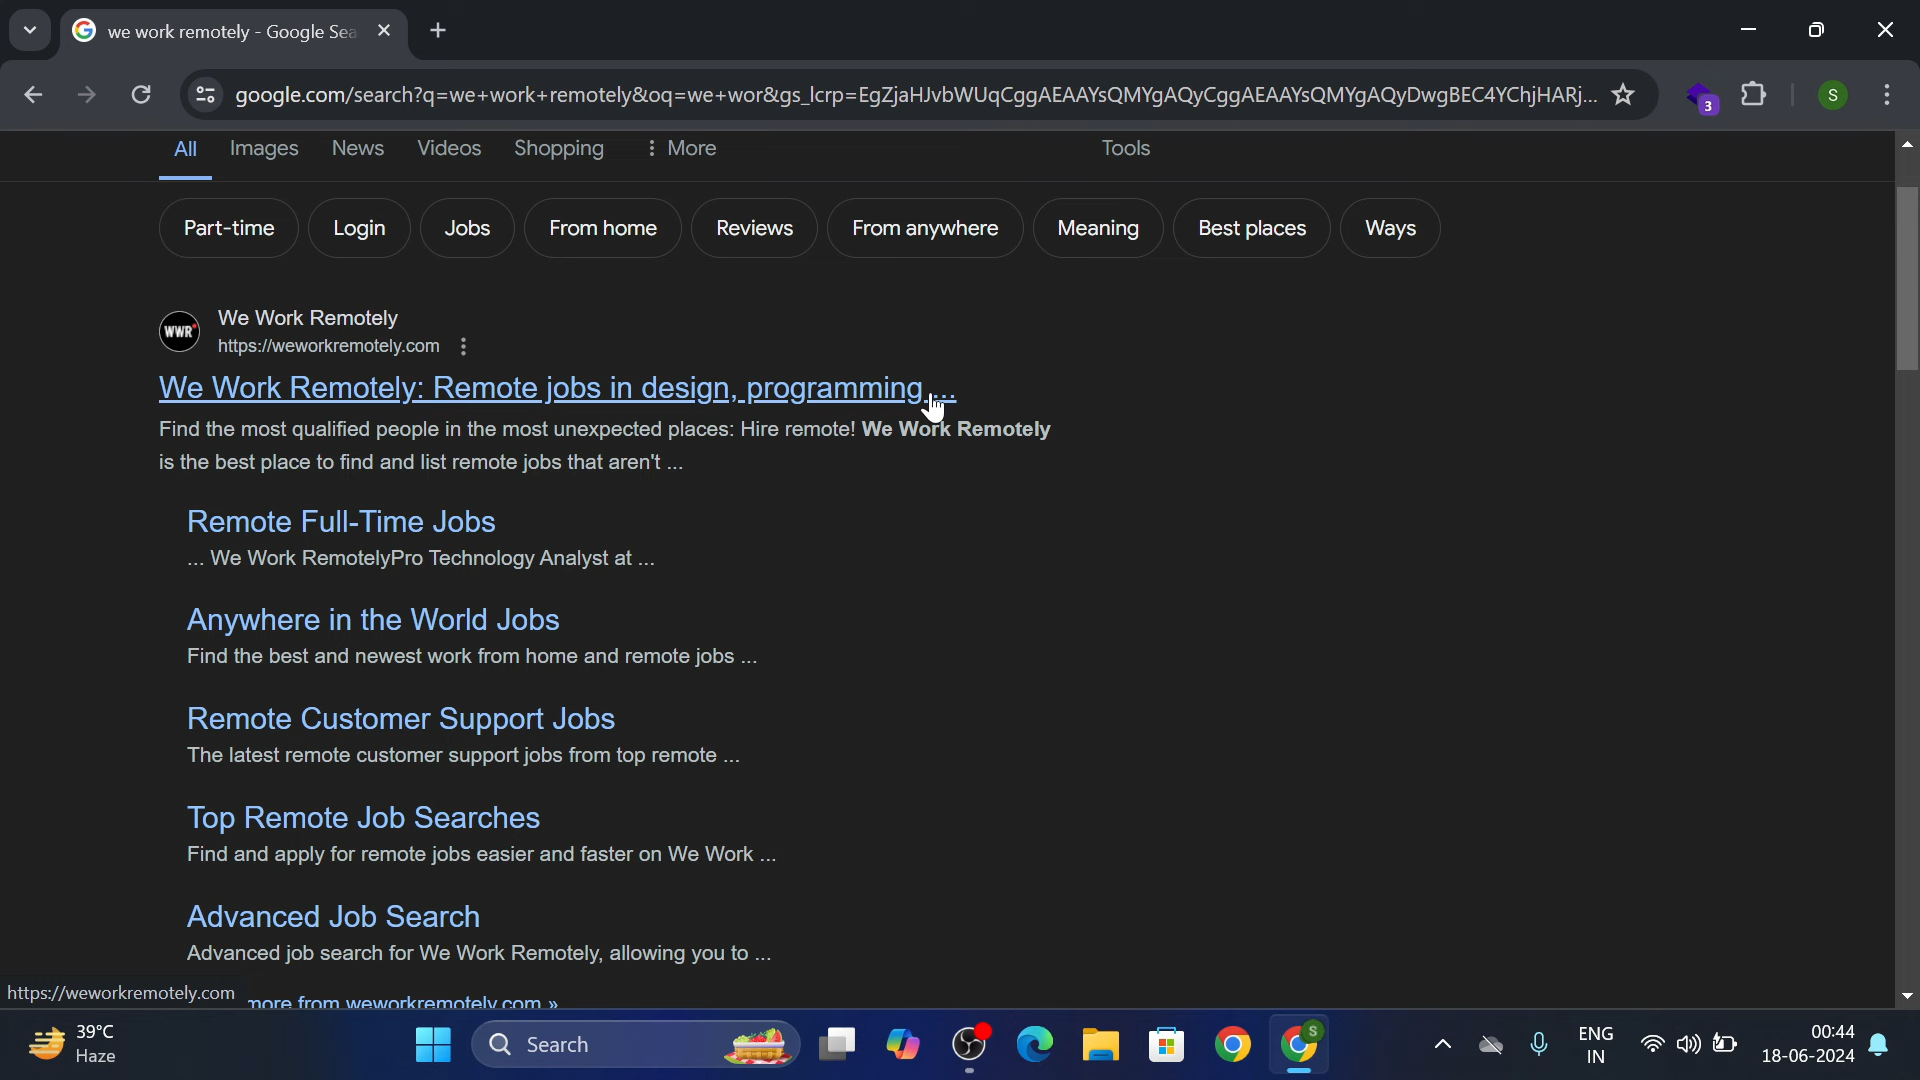 we work remotely - Google Sea
google.com/search?q=we+work+remotely&oq=we+wor&gs_lcrp=EgZjaHJvbWUqCggAEAAYsQMYgAQyCggAEAAYsQMYgAQyDwgBEC4YChjHARj...
3
S
All Images News Videos Shopping More Tools
Part-time Login Jobs From home Reviews From anywhere Meaning Best places Ways
WWR
We Work Remotely
https://weworkremotely.com
We Work Remotely: Remote jobs in design, programming ...
Find the most qualified people in the most unexpected places: Hire remote! We Work Remotely
is the best place to find and list remote jobs that aren't ...
Remote Full-Time Jobs
... We Work RemotelyPro Technology Analyst at ...
Anywhere in the World Jobs
Find the best and newest work from home and remote jobs ...
Remote Customer Support Jobs
The latest remote customer support jobs from top remote ...
Top Remote Job Searches
Find and apply for remote jobs easier and faster on We Work ...
Advanced Job Search
Advanced job search for We Work Remotely, allowing you to ...
more from weworkremotely.com »
https://weworkremotely.com
39°C
Haze
Search
S
ENG
IN
00:44
18-06-2024